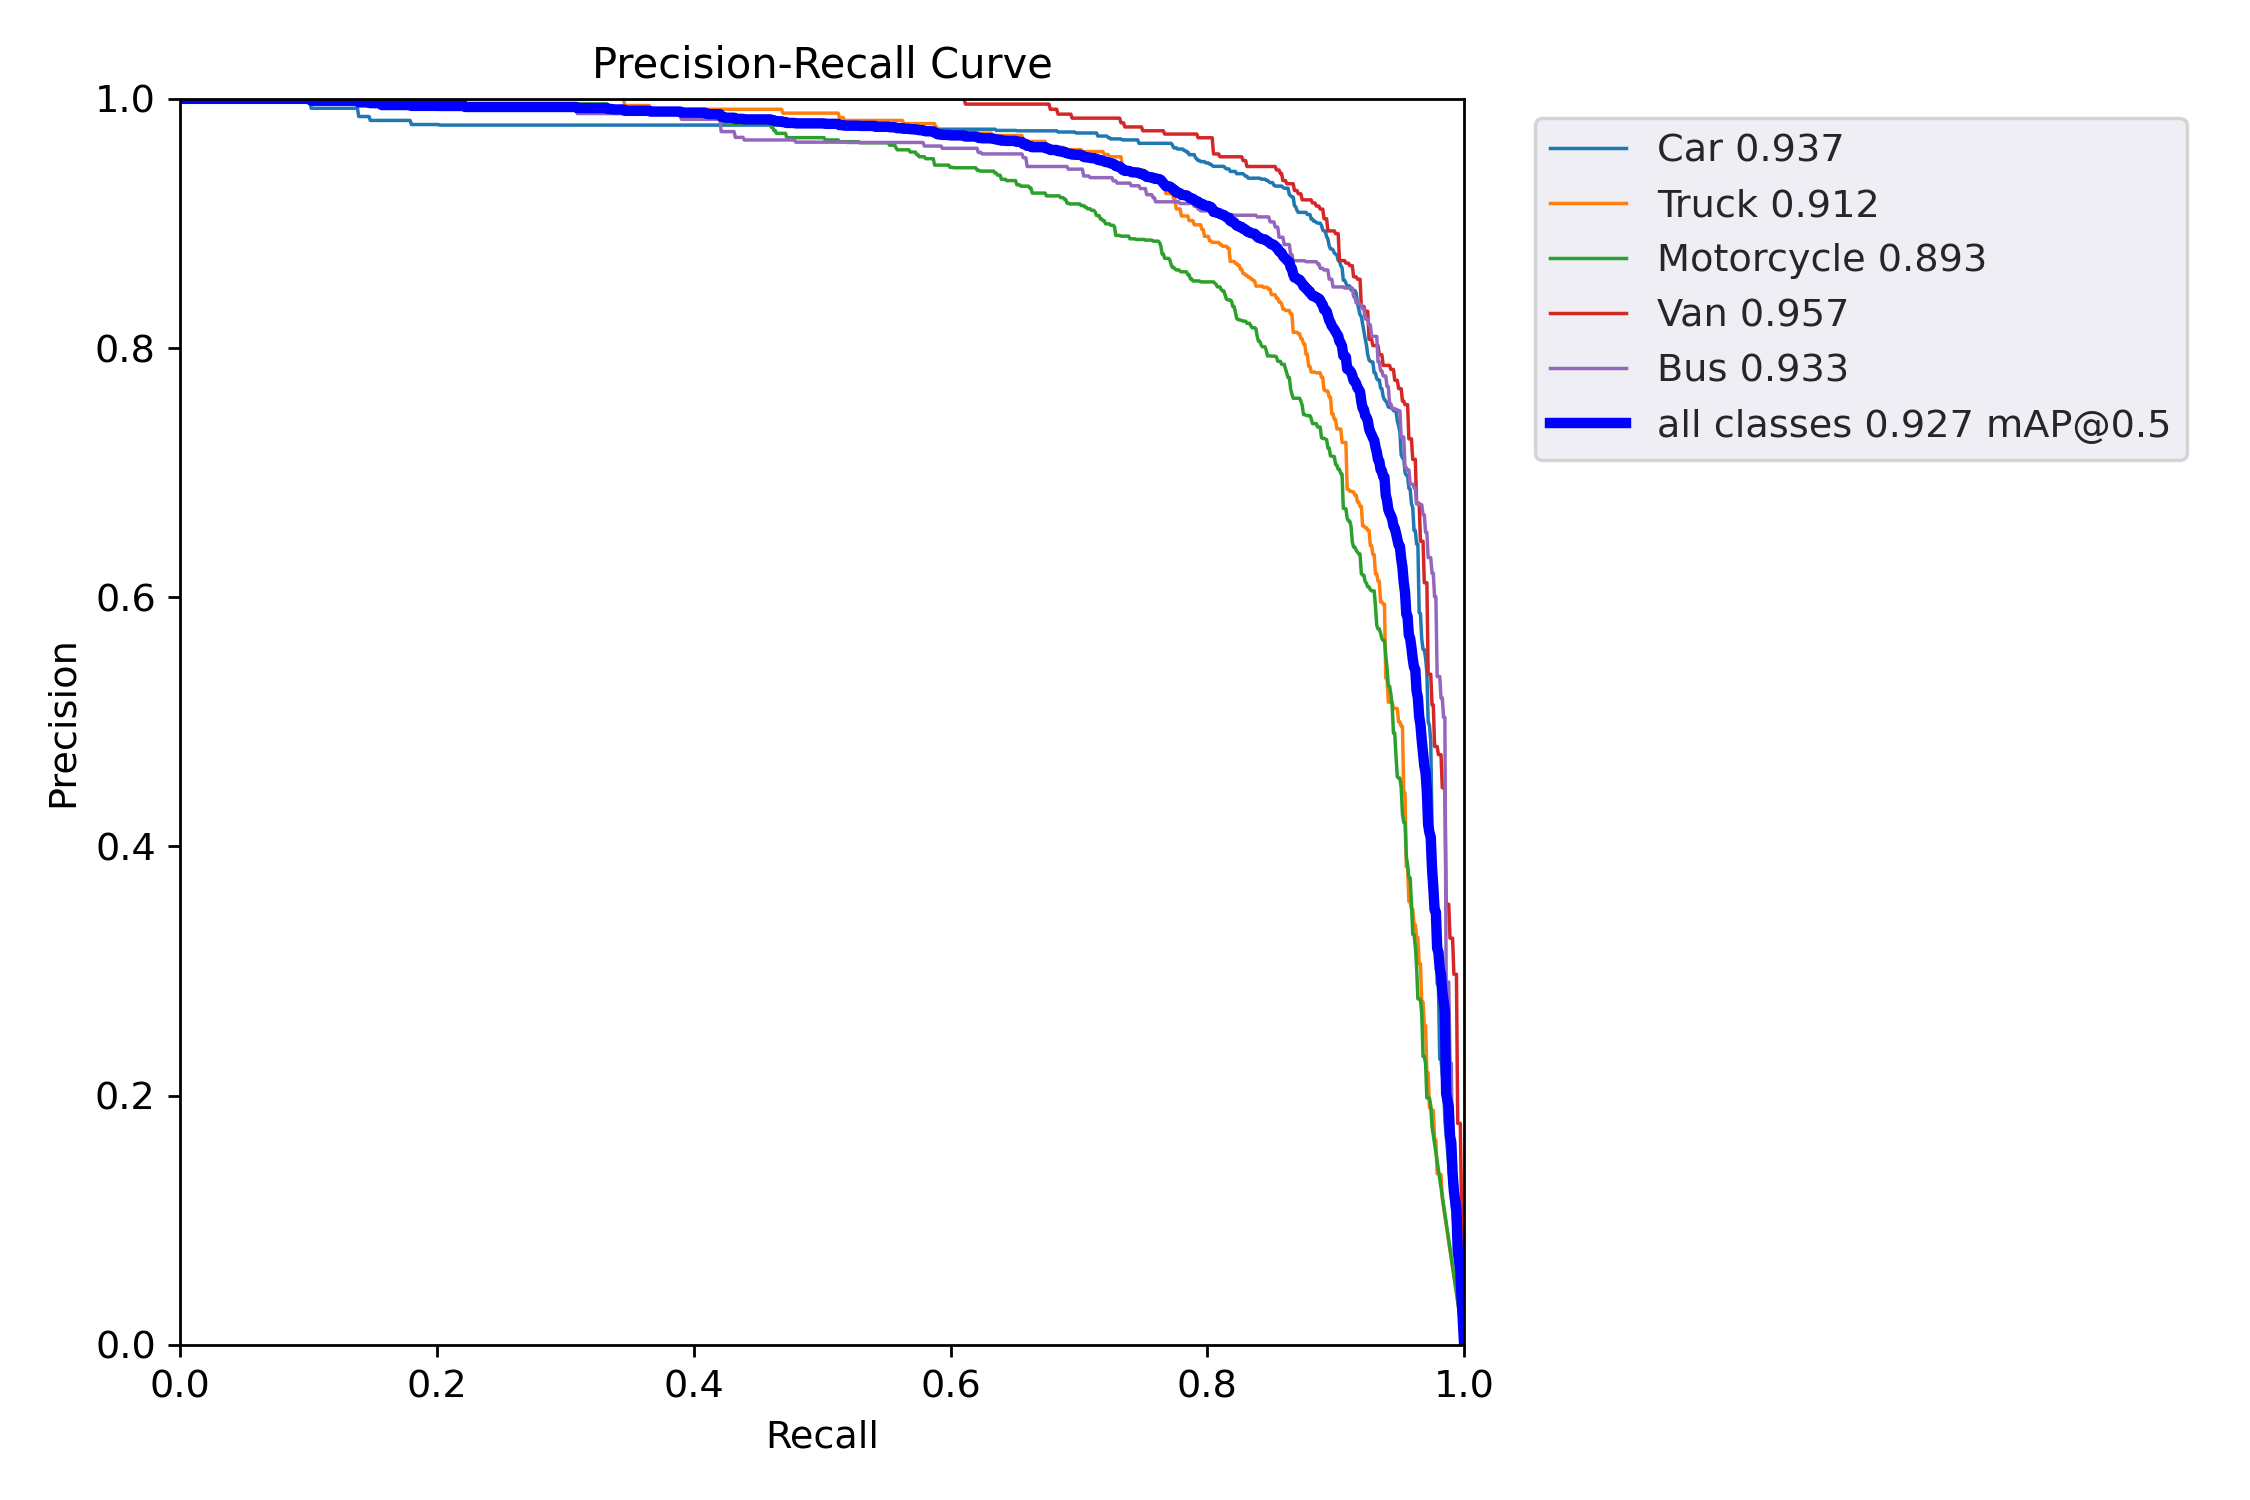 Precision-Recall Curve
1.0
0.8
0.6
0.4
0.2
0.0
Precision
0.0 0.2 0.4 0.6 0.8 1.0
Recall
Car 0.937
Truck 0.912
Motorcycle 0.893
Van 0.957
Bus 0.933
all classes 0.927 mAP@0.5